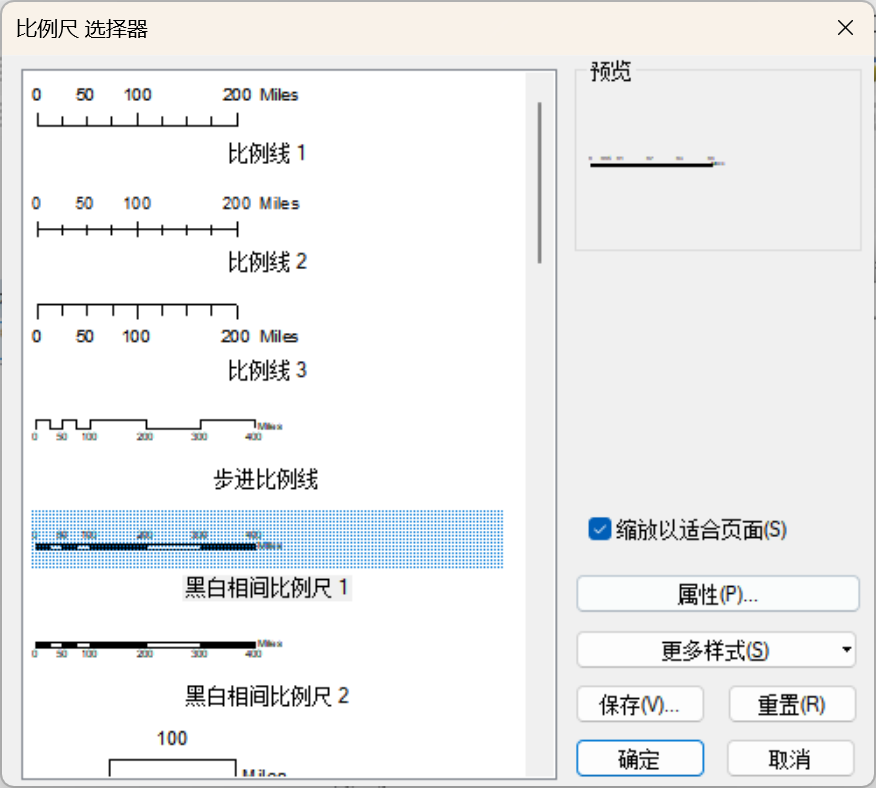 比例尺 选择器
0 50 100 200 Miles
比例线 1
0 50 100 200 Miles
比例线 2
0 50 100 200 Miles
比例线 3
Miles
0 50 100 200 300 400
步进比例线
0 50 100 200 300 400
Miles
黑白相间比例尺 1
Miles
0 50 100 200 300 400
黑白相间比例尺 2
100
Miles
预览
缩放以适合页面(S)
属性(P)...
更多样式(S)
保存(V)... 重置(R)
确定 取消